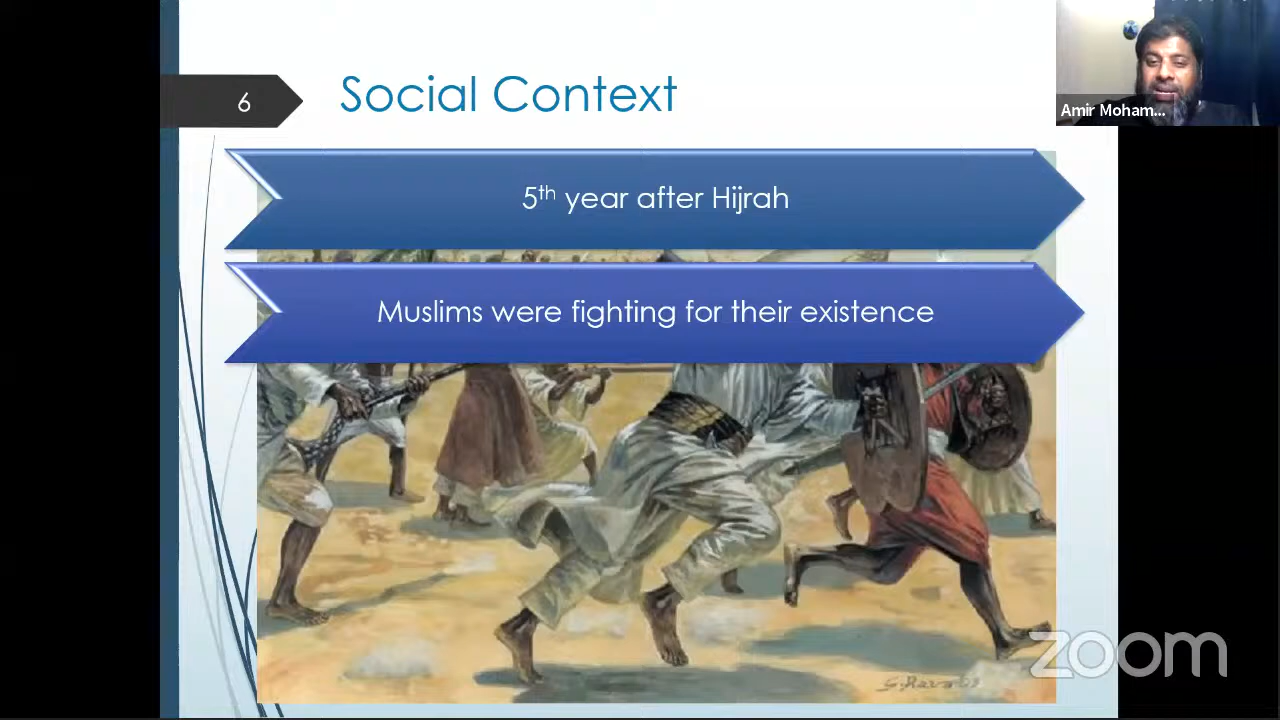 6
Social Context
Amir Moham...
5th year after Hijrah
Muslims were fighting for their existence
zoom